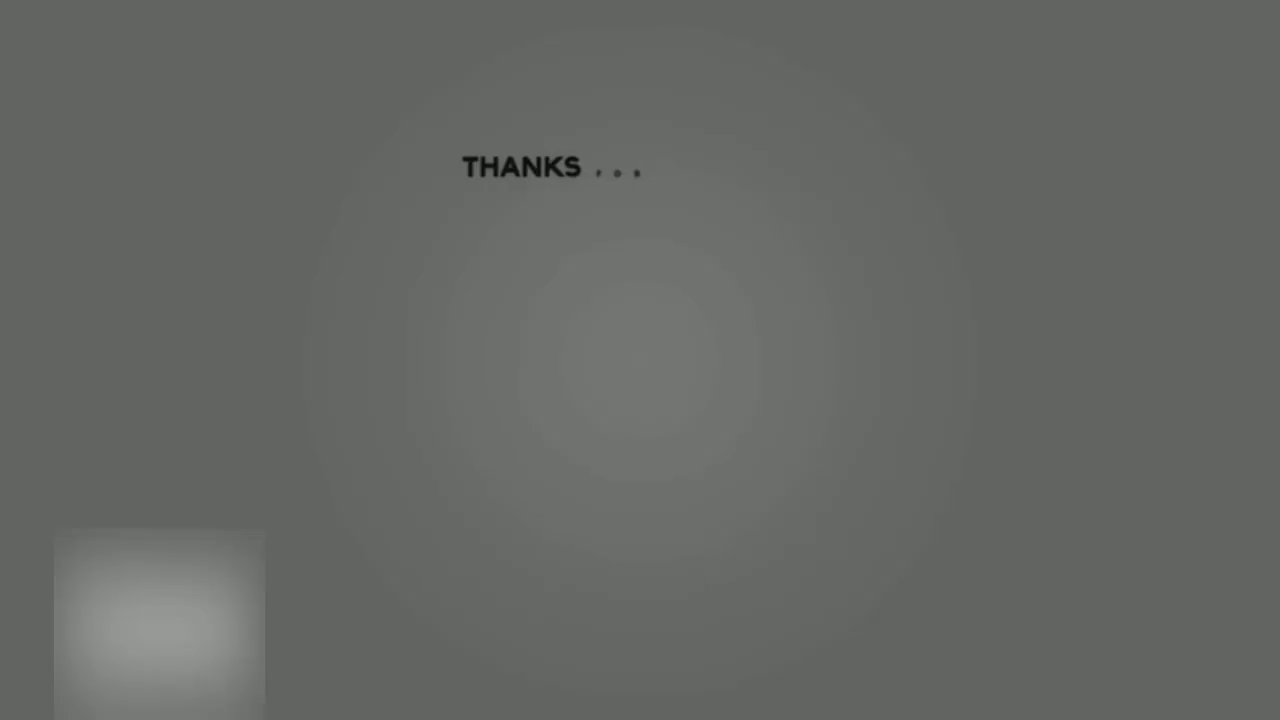 THANKS . . .